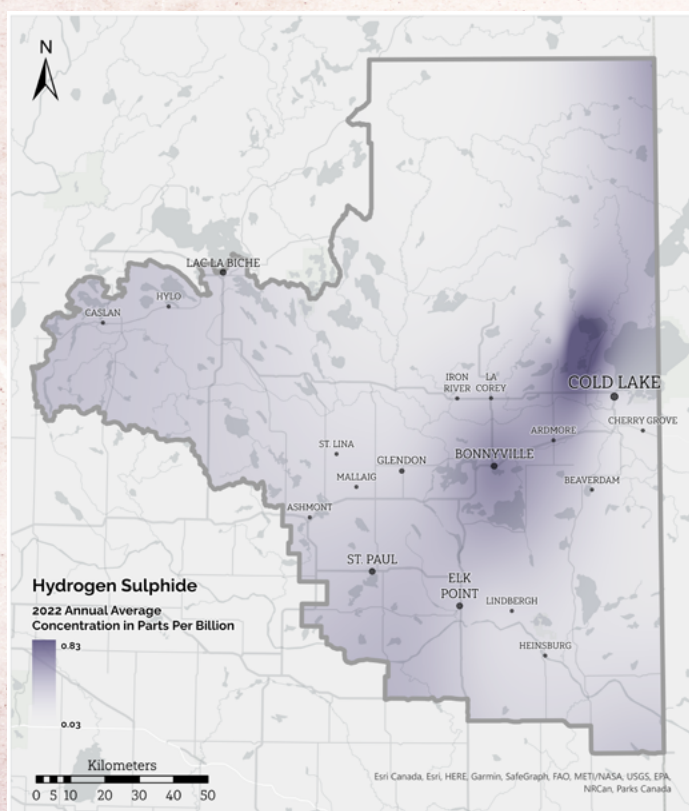 N
LAC LA BICHE
HYLO
CASLAN
IRON
RIVER
LA
COREY
COLD LAKE
CHERRY GROVE
ARDMORE
ST. LINA
GLENDON
BONNYVILLE
MALLAIG
BEAVERDAM
ASHMONT
ST. PAUL
ELK
POINT
LINDBERGH
HEINSBURG
Hydrogen Sulphide
2022 Annual Average
Concentration in Parts Per Billion
0.83
0.03
Kilometers
0 5 10 20 30 40 50
Esri Canada, Esri, HERE, Garmin, SafeGraph, FAO, METI/NASA, USGS, EPA,
NRCan, Parks Canada